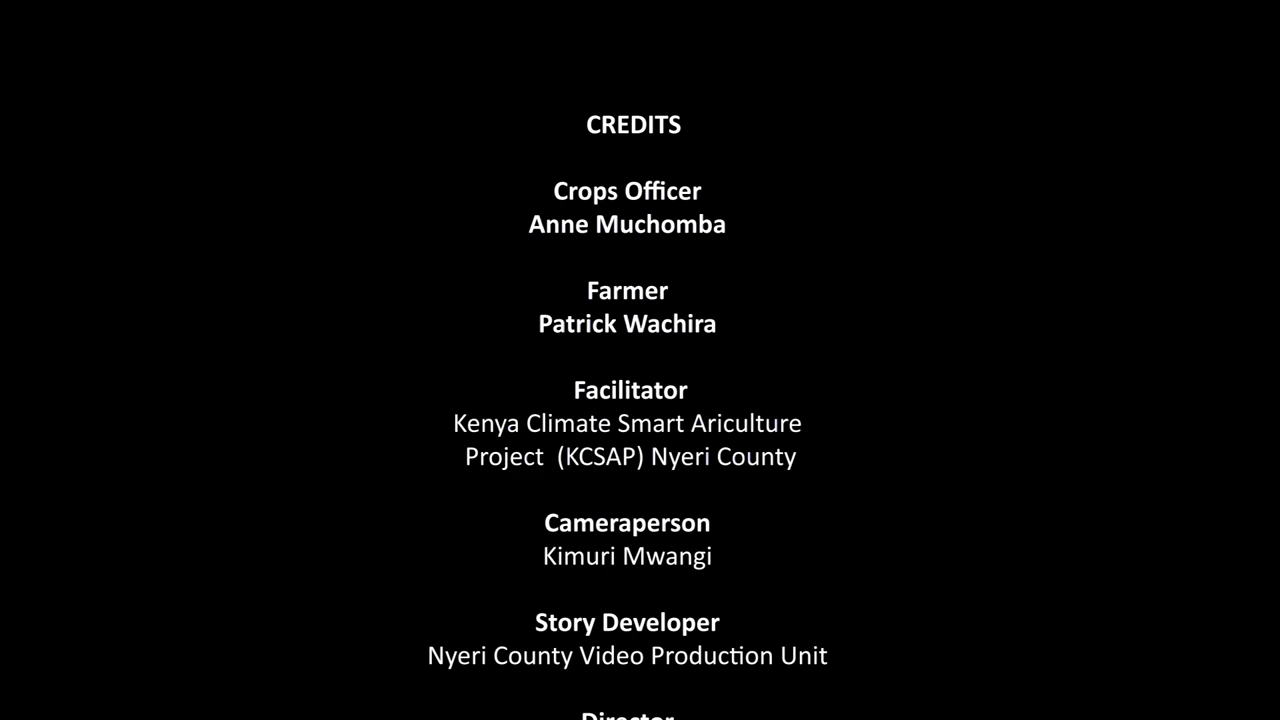 CREDITS
Crops Officer
Anne Muchomba
Farmer
Patrick Wachira
Facilitator
Kenya Climate Smart Ariculture
Project  (KCSAP) Nyeri County
Cameraperson
Kimuri Mwangi
Story Developer
Nyeri County Video Production Unit
Director